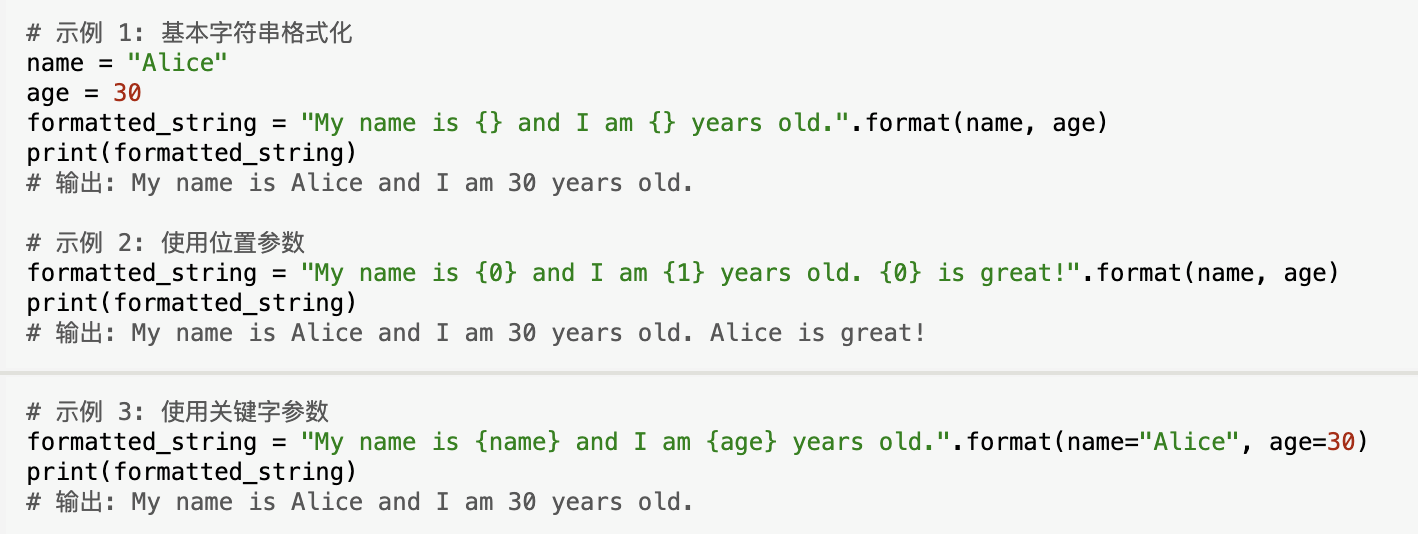 # 示例 1: 基本字符串格式化
name = "Alice"
age = 30
formatted_string = "My name is {} and I am {} years old.".format(name, age)
print(formatted_string)
# 输出: My name is Alice and I am 30 years old.
# 示例 2: 使用位置参数
formatted_string = "My name is {0} and I am {1} years old. {0} is great!".format(name, age)
print(formatted_string)
# 输出: My name is Alice and I am 30 years old. Alice is great!
# 示例 3: 使用关键字参数
formatted_string = "My name is {name} and I am {age} years old.".format(name="Alice", age=30)
print(formatted_string)
# 输出: My name is Alice and I am 30 years old.